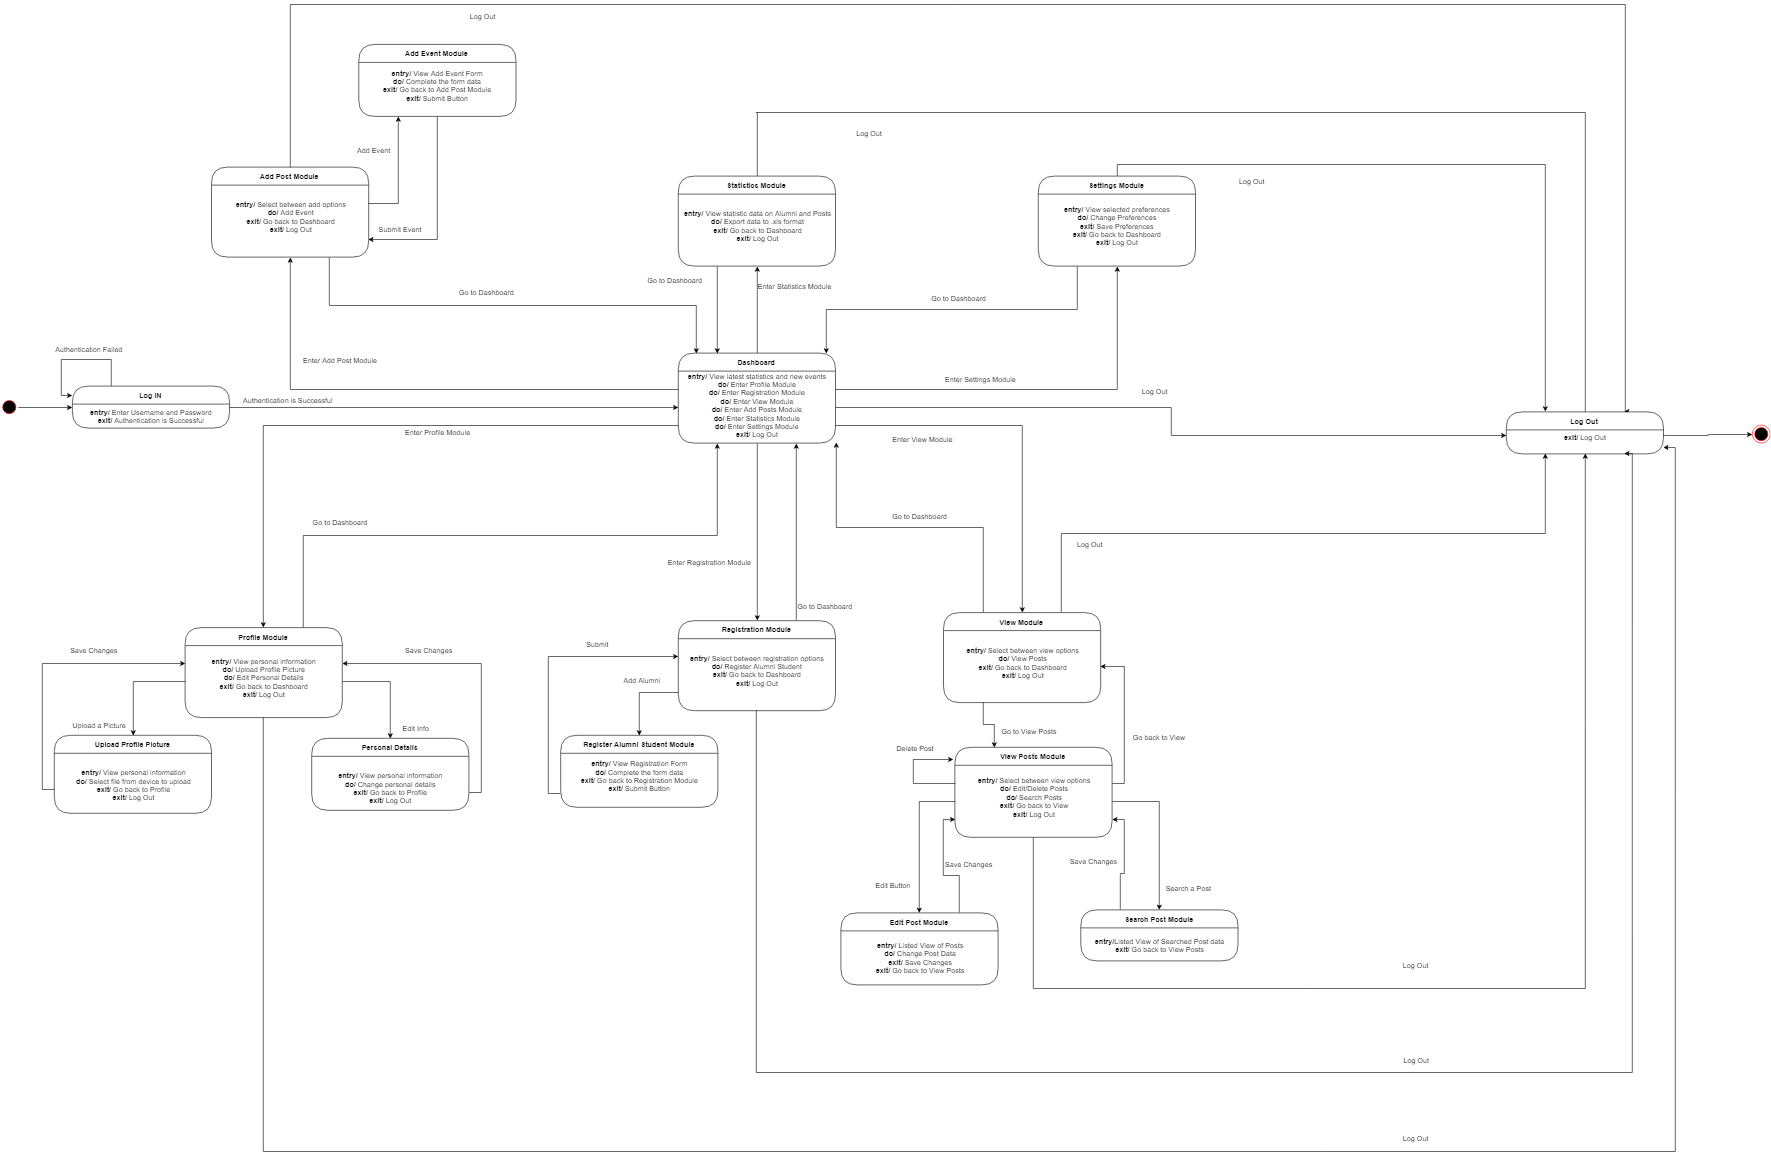 Log Out
Add Event Module
entry/ View Add Event Form
do/ Complete the form data
exit/ Go back to Add Post Module
exit/ Submit Button
Log Out
Add Event
Add Post Module
entry/ Select between add options
do/ Add Event
exit/ Go back to Dashboard
exit/ Log Out
Submit Event
Statistics Module
entry/ View statistic data on Alumni and Posts
do/ Export data to .xls format
exit/ Go back to Dashboard
exit/ Log Out
Settings Module
entry/ View selected preferences
do/ Change Preferences
exit/ Save Preferences
exit/ Go back to Dashboard
exit/ Log Out
Log Out
Go to Dashboard
Go to Dashboard
Enter Statistics Module
Go to Dashboard
Authentication Failed
Enter Add Post Module
Dashboard
entry/ View latest statistics and new events
do/ Enter Profile Module
do/ Enter Registration Module
do/ Enter View Module
do/ Enter Add Posts Module
do/ Enter Statistics Module
do/ Enter Settings Module
exit/ Log Out
Enter Settings Module
Log Out
Log IN
entry/ Enter Username and Password
exit/ Authentication is Successful
Authentication is Successful
Log Out
exit/ Log Out
Enter Profile Module
Enter View Module
Go to Dashboard
Go to Dashboard
Log Out
Enter Registration Module
Go to Dashboard
Save Changes
Profile Module
entry/ View personal information
do/ Upload Profile Picture
do/ Edit Personal Details
exit/ Go back to Dashboard
exit/ Log Out
Save Changes
Submit
Registration Module
entry/ Select between registration options
do/ Register Alumni Student
exit/ Go back to Dashboard
exit/ Log Out
View Module
entry/ Select between view options
do/ View Posts
exit/ Go back to Dashboard
exit/ Log Out
Add Alumni
Upload a Picture
Edit Info
Go to View Posts
Go back to View
Upload Profile Picture
entry/ View personal information
do/ Select file from device to upload
exit/ Go back to Profile
exit/ Log Out
Personal Details
entry/ View personal information
do/ Change personal details
exit/ Go back to Profile
exit/ Log Out
Register Alumni Student Module
entry/ View Registration Form
do/ Complete the form data
exit/ Go back to Registration Module
exit/ Submit Button
Delete Post
View Posts Module
entry/ Select between view options
do/ Edit/Delete Posts
do/ Search Posts
exit/ Go back to View
exit/ Log Out
Save Changes
Save Changes
Edit Button
Search a Post
Edit Post Module
entry/ Listed View of Posts
do/ Change Post Data
exit/ Save Changes
exit/ Go back to View Posts
Search Post Module
entry/Listed View of Searched Post data
exit/ Go back to View Posts
Log Out
Log Out
Log Out